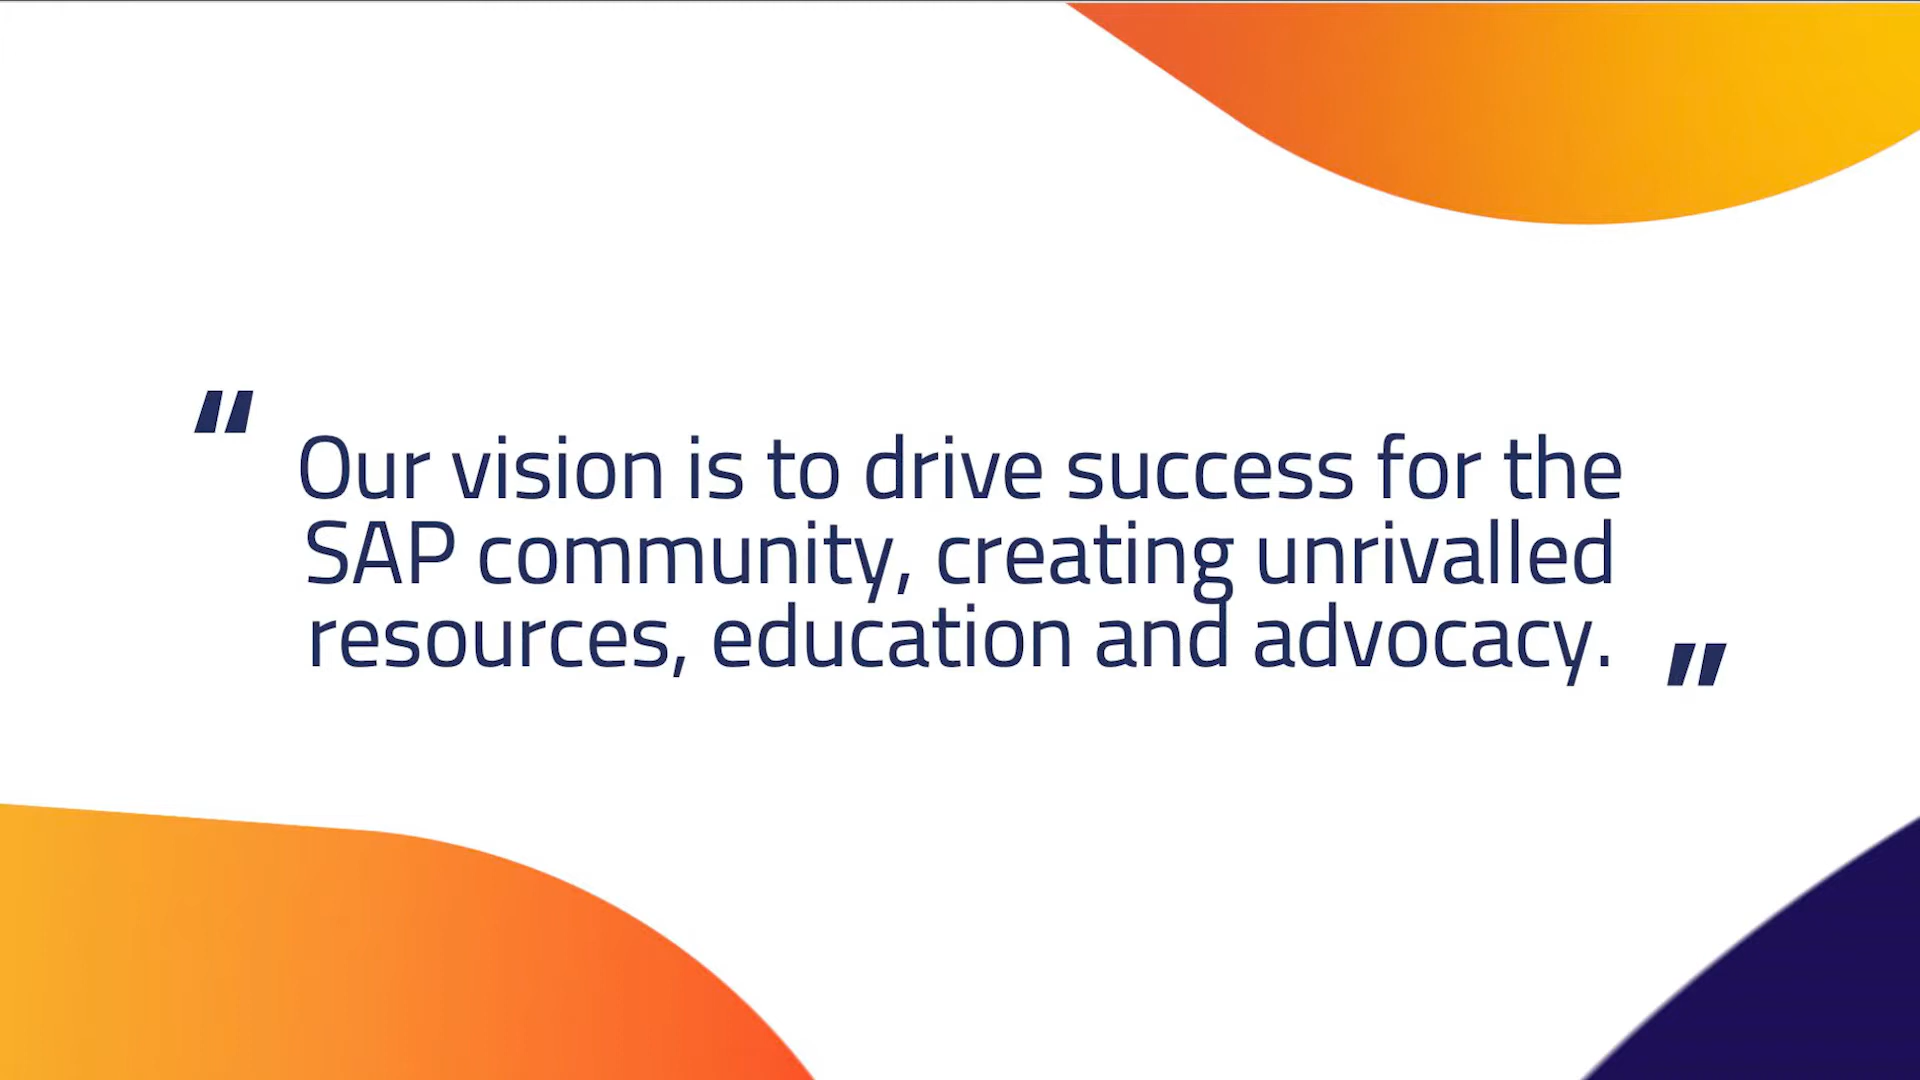 “ Our vision is to drive success for the
SAP community, creating unrivalled
resources, education and advocacy. ”